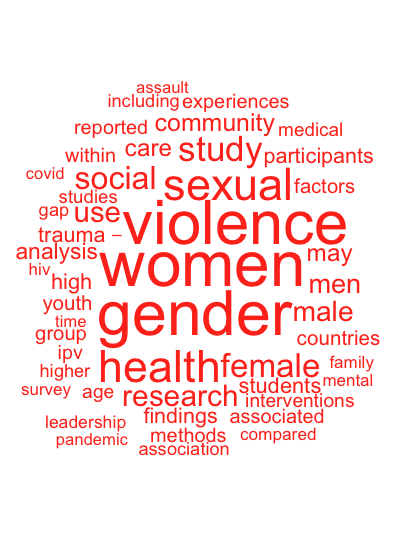 assault
including experiences
reported community medical
within care study participants
covid social sexual factors
studies
gap use violence
trauma –
analysis women may
hiv high men
youth gender male
time
group countries
ipv health female family
higher students mental
survey age research interventions
leadership findings associated
pandemic methods compared
association